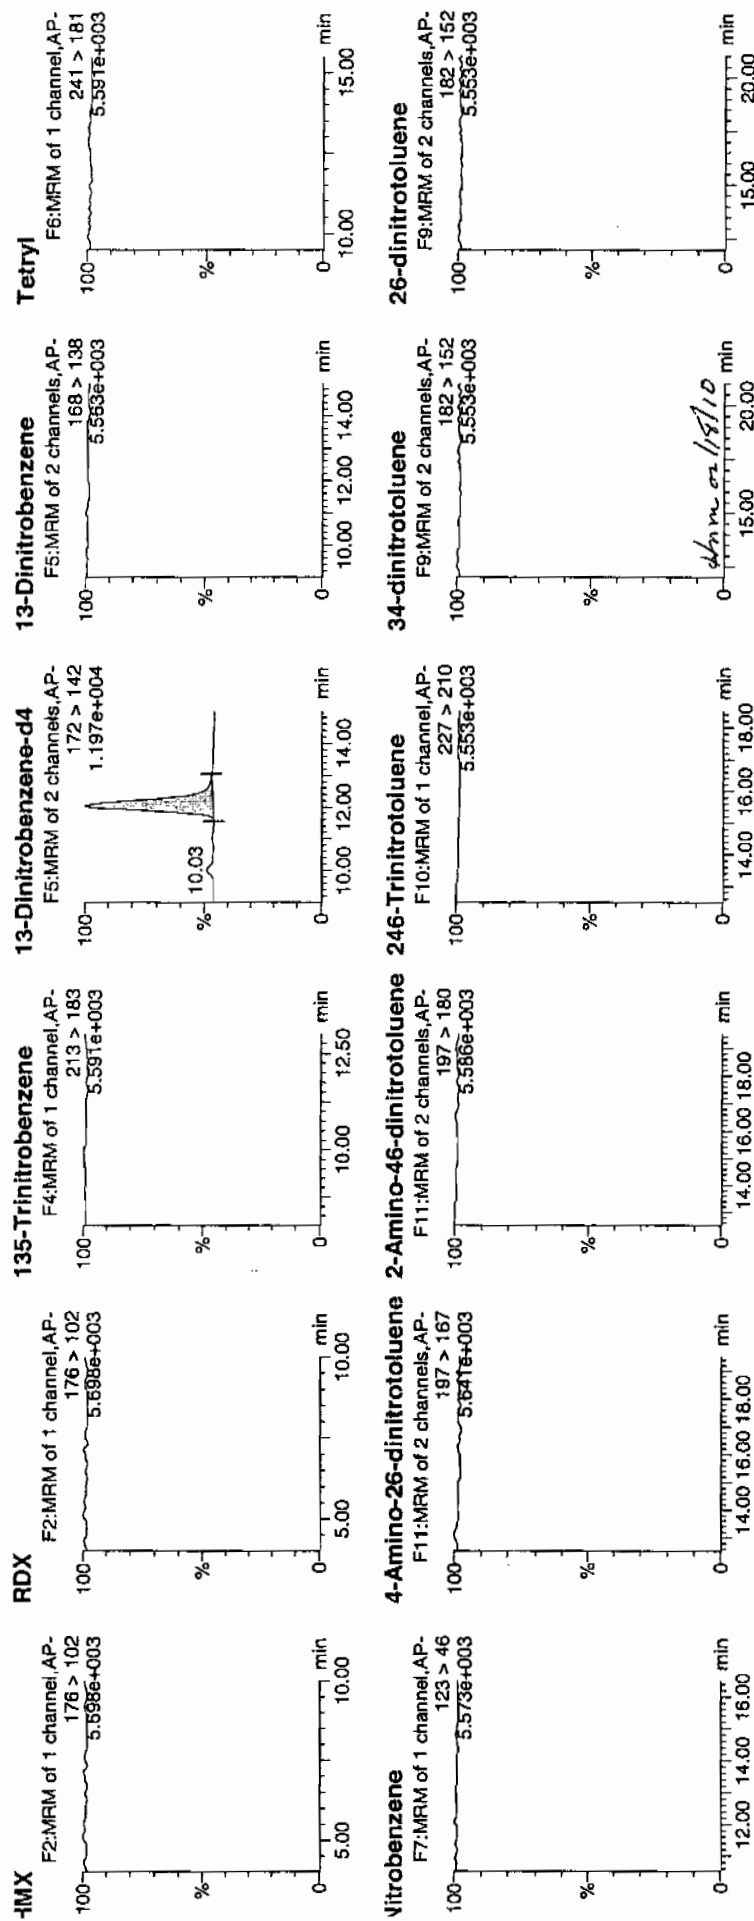 HMX
F2:MRM of 1 channel,AP-
176 > 102
5.698e+003
100
%
0
5.00
10.00
min
RDX
F2:MRM of 1 channel,AP-
176 > 102
5.698e+003
100
%
0
5.00
10.00
min
135-Trinitrobenzene
F4:MRM of 1 channel,AP-
213 > 183
5.591e+003
100
%
0
10.00
12.50
min
13-Dinitrobenzene-d4
F5:MRM of 2 channels,AP-
172 > 142
1.197e+004
100
%
10.03
0
10.00
12.00
14.00
min
13-Dinitrobenzene
F5:MRM of 2 channels,AP-
168 > 138
5.563e+003
100
%
0
10.00
12.00
14.00
min
Tetryl
F6:MRM of 1 channel,AP-
241 > 181
5.591e+003
100
%
0
10.00
15.00
min
Nitrobenzene
F7:MRM of 1 channel,AP-
123 > 46
5.573e+003
100
%
0
12.00
14.00
16.00
min
4-Amino-26-dinitrotoluene
F11:MRM of 2 channels,AP-
197 > 167
5.641e+003
100
%
0
14.00
16.00
18.00
min
2-Amino-46-dinitrotoluene
F11:MRM of 2 channels,AP-
197 > 180
5.586e+003
100
%
0
14.00
16.00
18.00
min
246-Trinitrotoluene
F10:MRM of 1 channel,AP-
227 > 210
5.553e+003
100
%
0
14.00
16.00
18.00
min
34-dinitrotoluene
F9:MRM of 2 channels,AP-
182 > 152
5.553e+003
100
%
0
15.00
20.00
min
26-dinitrotoluene
F9:MRM of 2 channels,AP-
182 > 152
5.553e+003
100
%
0
15.00
20.00
min